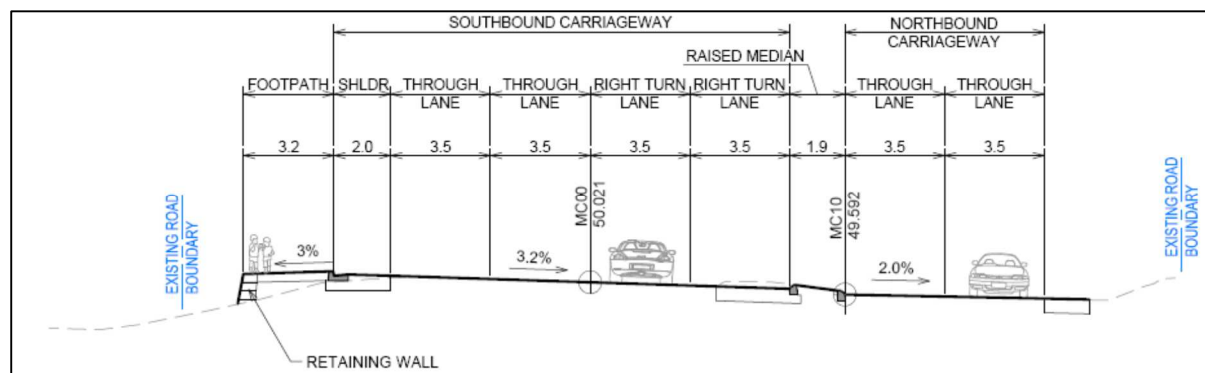 SOUTHBOUND CARRIAGEWAY
NORTHBOUND
CARRIAGEWAY
RAISED MEDIAN
FOOTPATH
SHLDR
THROUGH
LANE
THROUGH
LANE
RIGHT TURN
LANE
RIGHT TURN
LANE
THROUGH
LANE
THROUGH
LANE
3.2
2.0
3.5
3.5
3.5
3.5
1.9
3.5
3.5
EXISTING ROAD
BOUNDARY
3%
3.2%
MC00
50.021
MC10
49.592
2.0%
EXISTING ROAD
BOUNDARY
RETAINING WALL